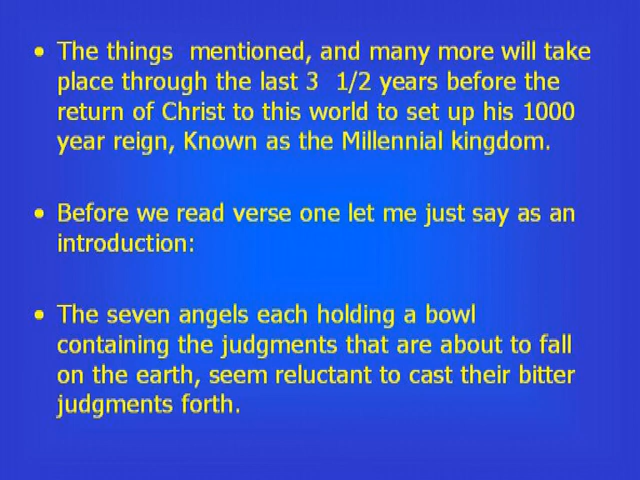 • The things  mentioned, and many more will take
place through the last 3  1/2 years before the
return of Christ to this world to set up his 1000
year reign, Known as the Millennial kingdom.
• Before we read verse one let me just say as an
introduction:
• The seven angels each holding a bowl
containing the judgments that are about to fall
on the earth, seem reluctant to cast their bitter
judgments forth.